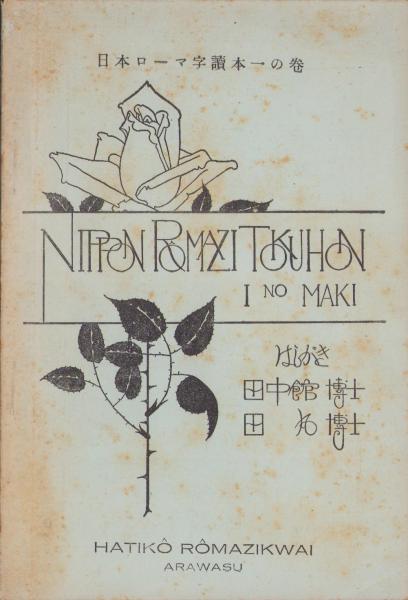 日本ローマ字讀本一の巻
NIPPON RÔMAZI TOKUHON
I NO MAKI
はしがき
田中館 博士
田 丸 博士
HATIKÔ RÔMAZIKWAI
ARAWASU